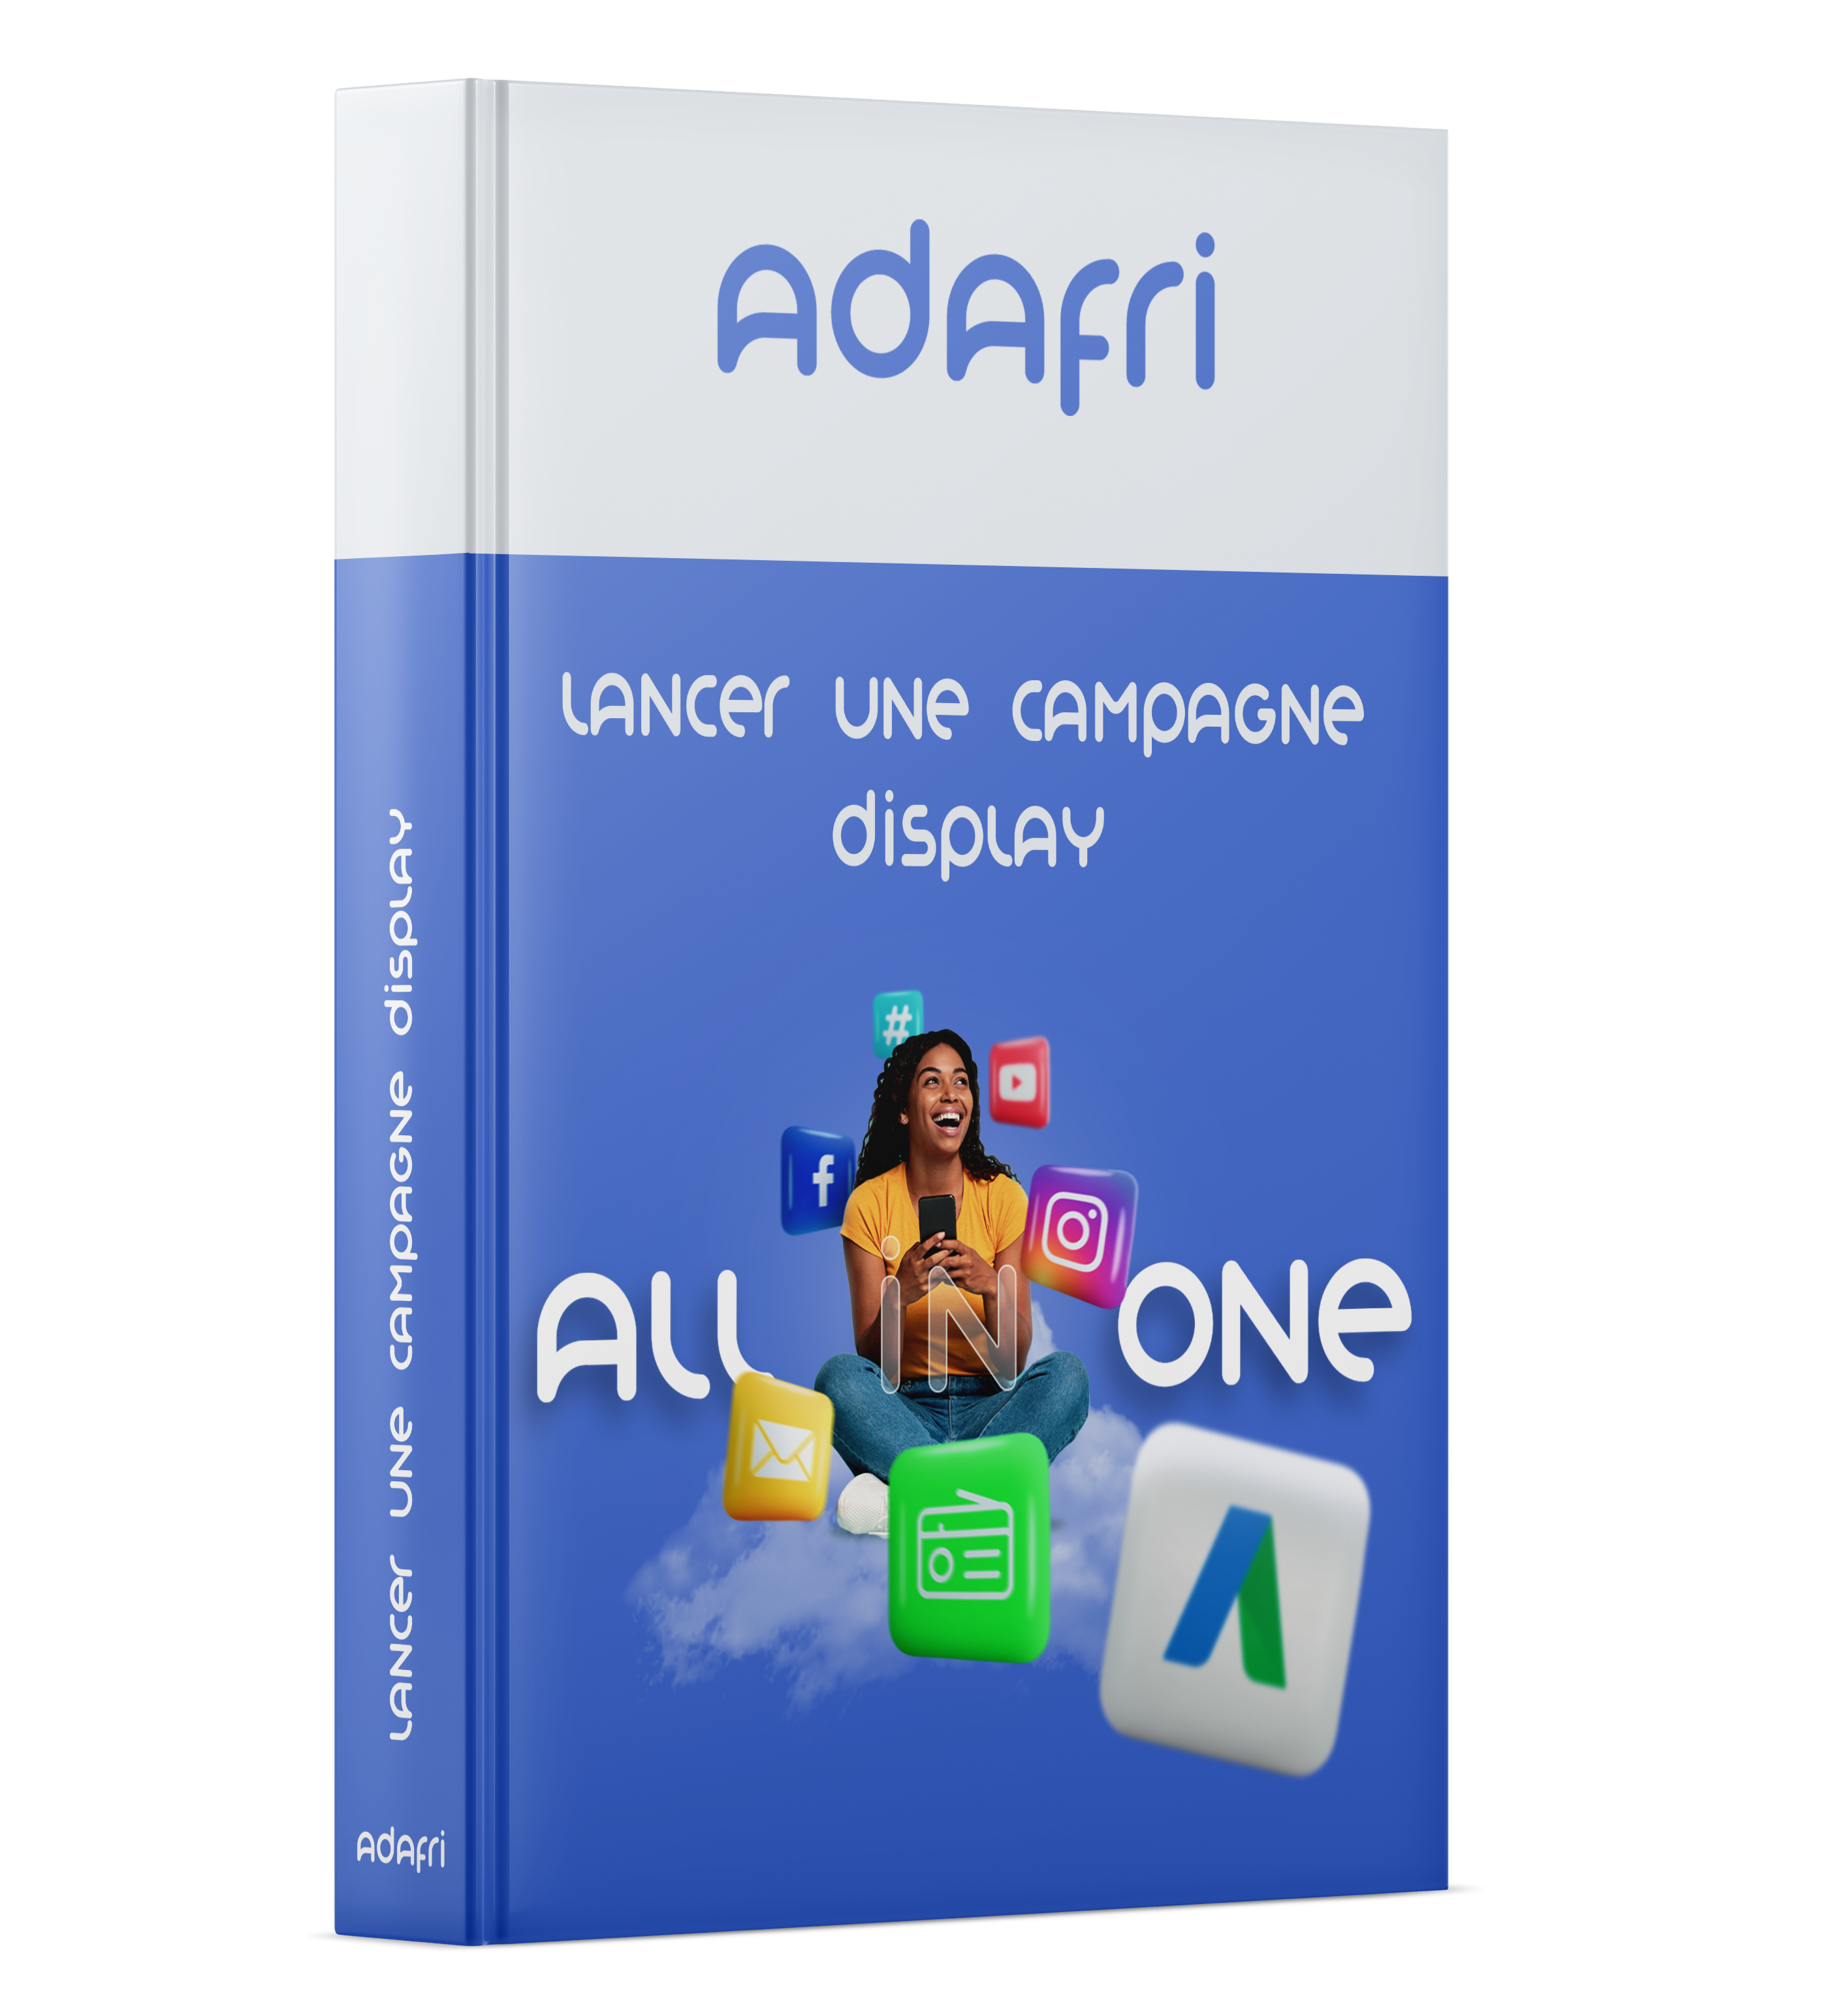 Adafri
Lancer une campagne
display
All in one
Lancer une campagne display
Adafri